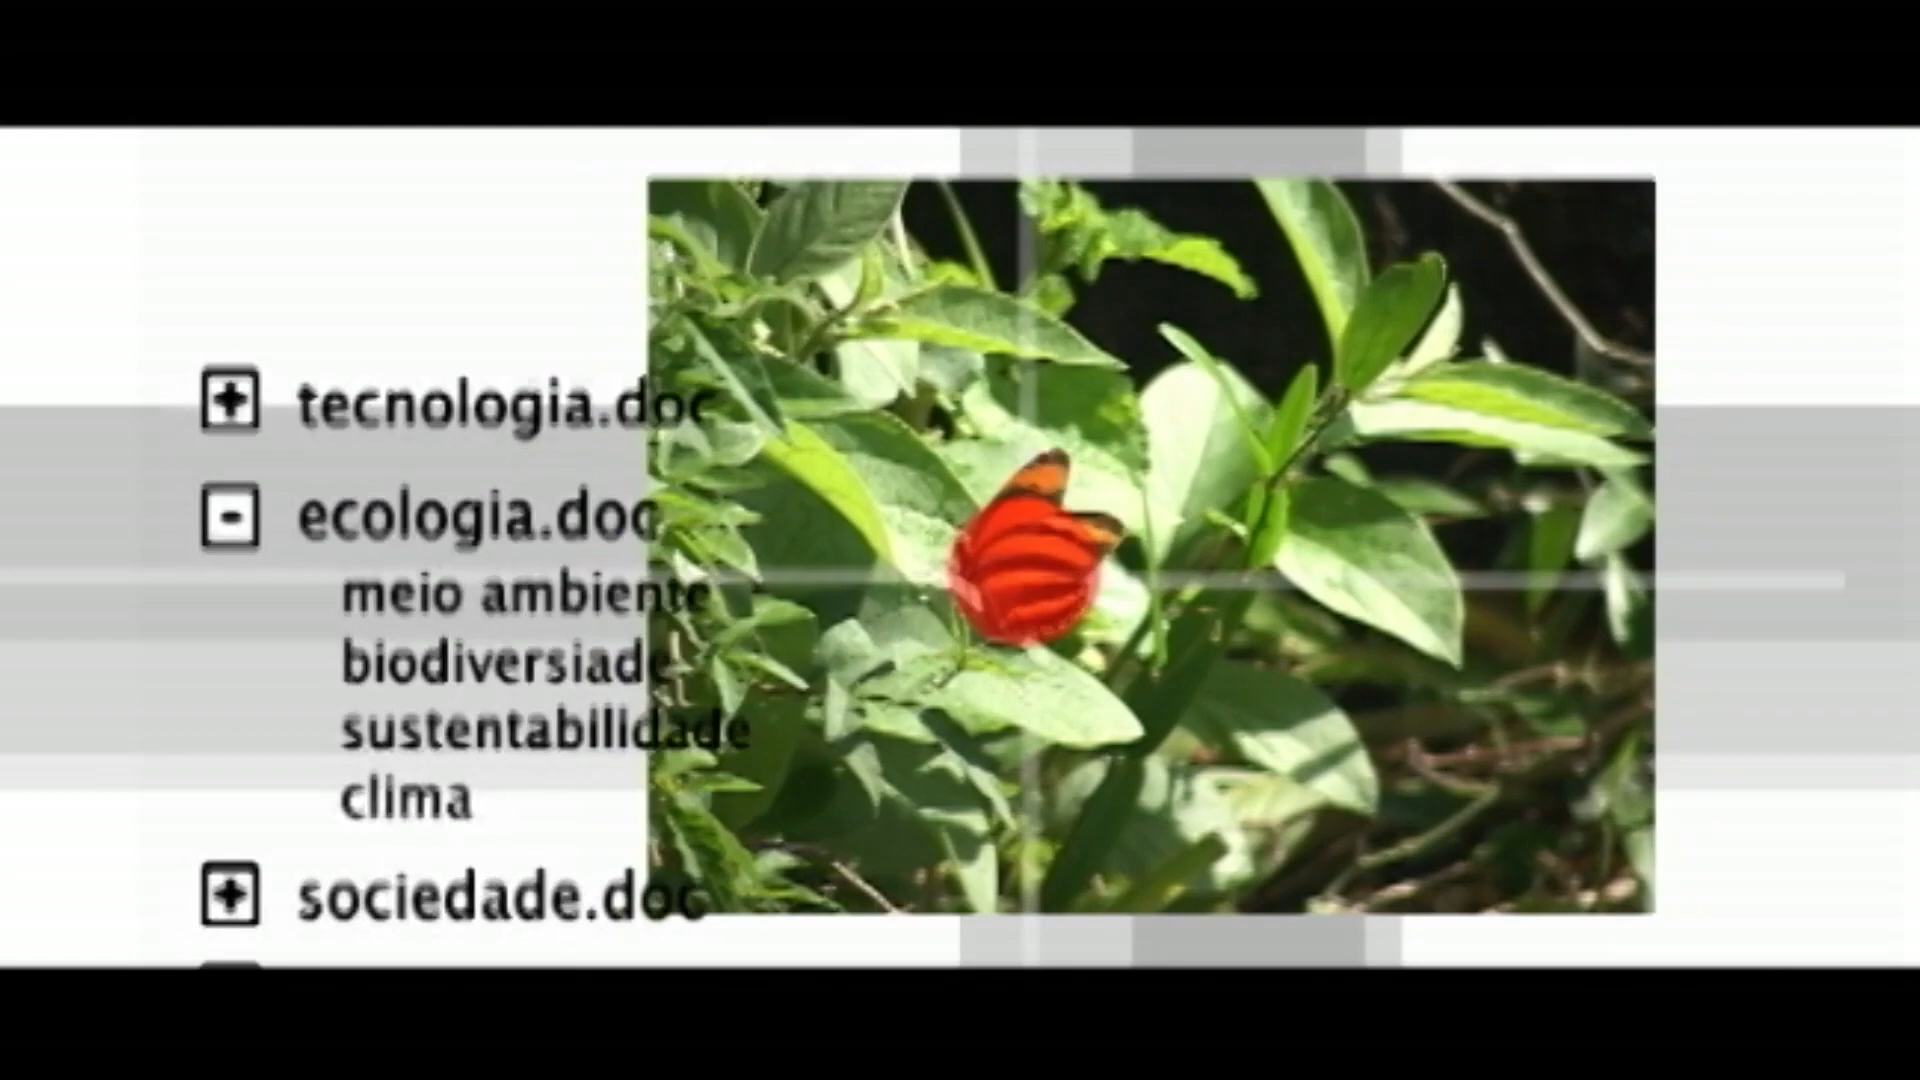 tecnologia.doc
ecologia.doc
meio ambiente
biodiversiade
sustentabilidade
clima
sociedade.doc